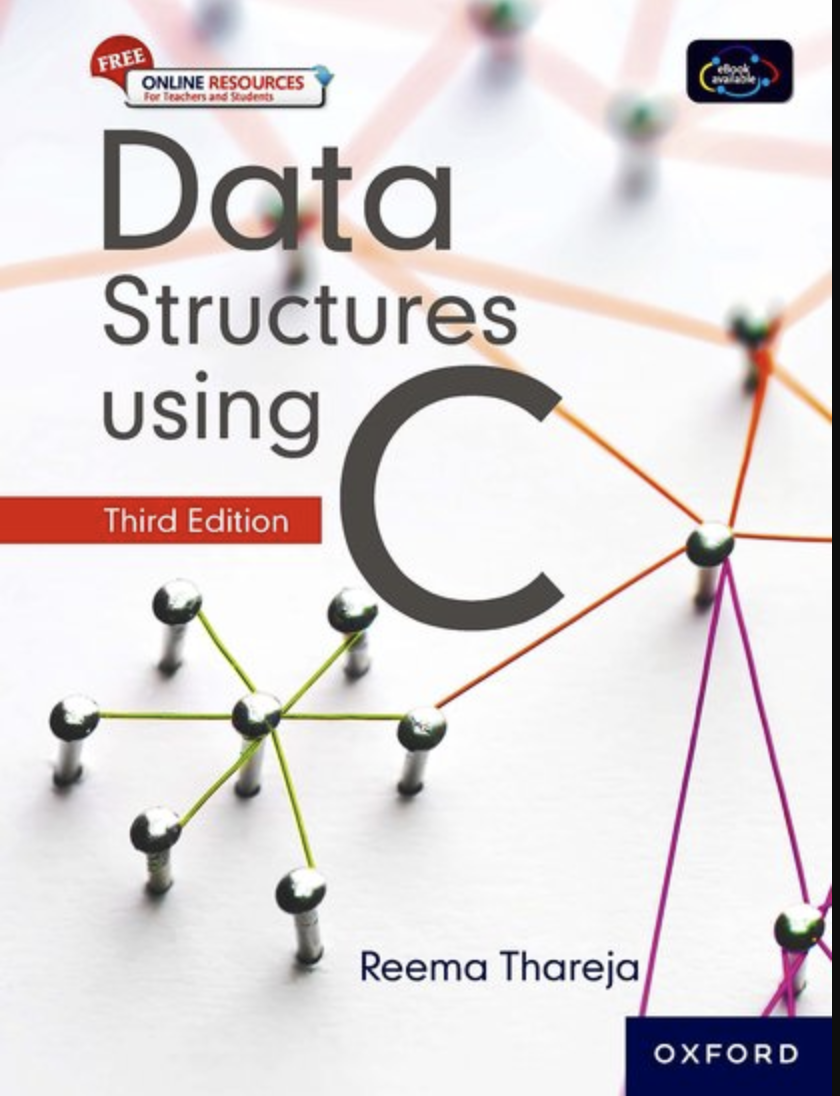 FREE
ONLINE RESOURCES
For Teachers and Students
eBook
available
Data
Structures
using
C
Third Edition
Reema Thareja
OXFORD